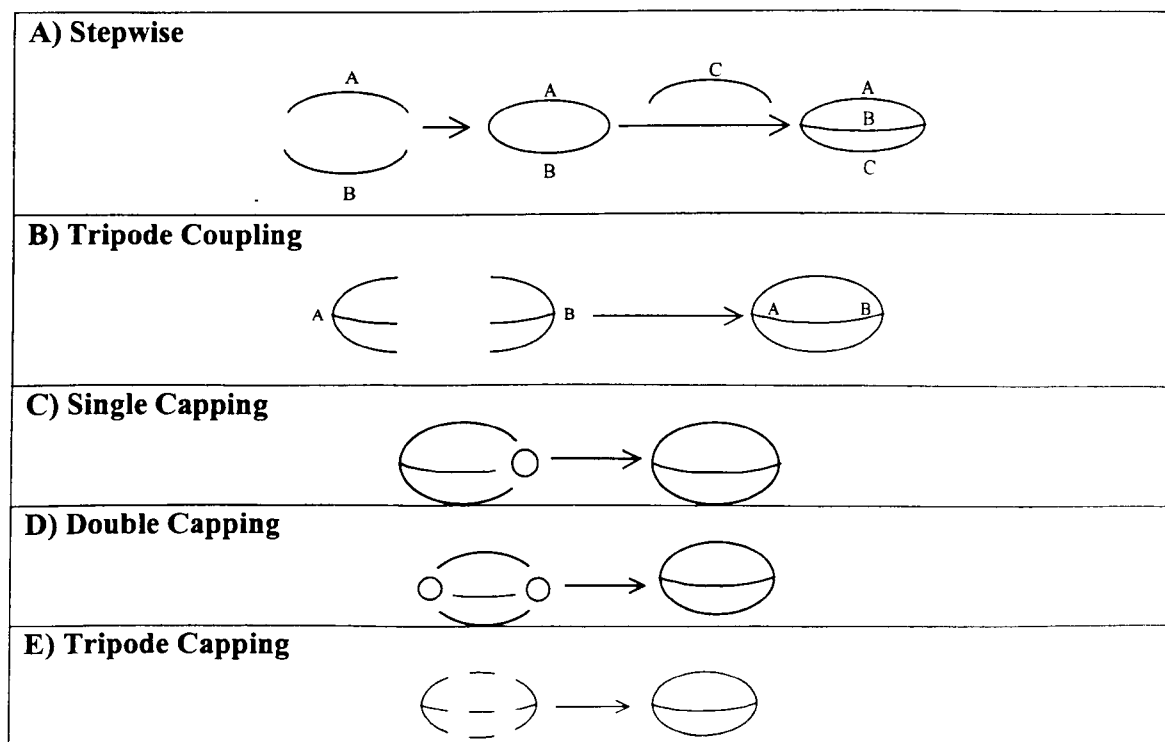 A) Stepwise
A
B
A
B
C
A
B
C
B) Tripode Coupling
A
B
A B
C) Single Capping
D) Double Capping
E) Tripode Capping